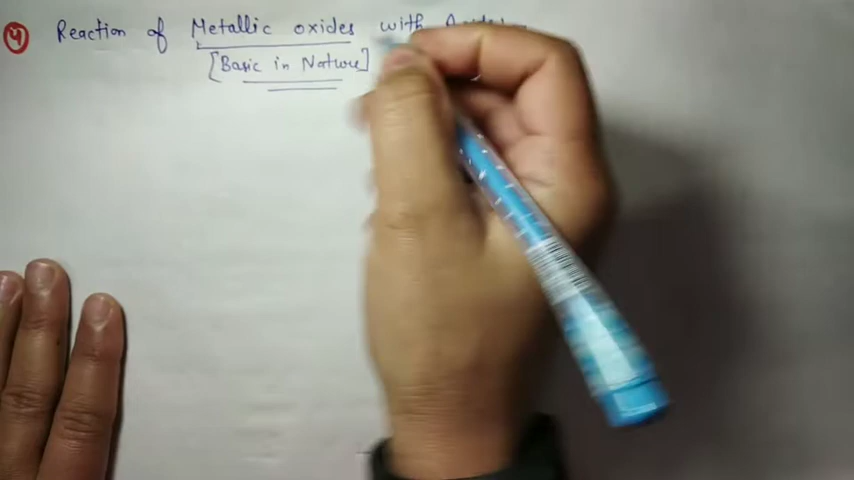 4 Reaction of Metallic oxides with
[Basic in Nature]